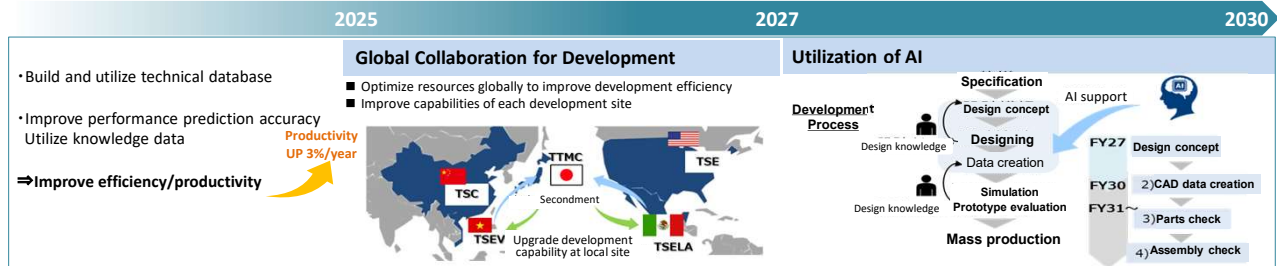 2025
2027
2030
・Build and utilize technical database
・Improve performance prediction accuracy
Utilize knowledge data
⇒Improve efficiency/productivity
Productivity
UP 3%/year
Global Collaboration for Development
■ Optimize resources globally to improve development efficiency
■ Improve capabilities of each development site
TSC
TTMC
TSE
Secondment
TSEV
TSELA
Upgrade development
capability at local site
Utilization of AI
Development
Process
Specification
Design concept
Designing
Data creation
Design knowledge
Design knowledge
Simulation
Prototype evaluation
Mass production
AI support
AI
FY27
Design concept
FY30
2)CAD data creation
FY31~
3)Parts check
4)Assembly check